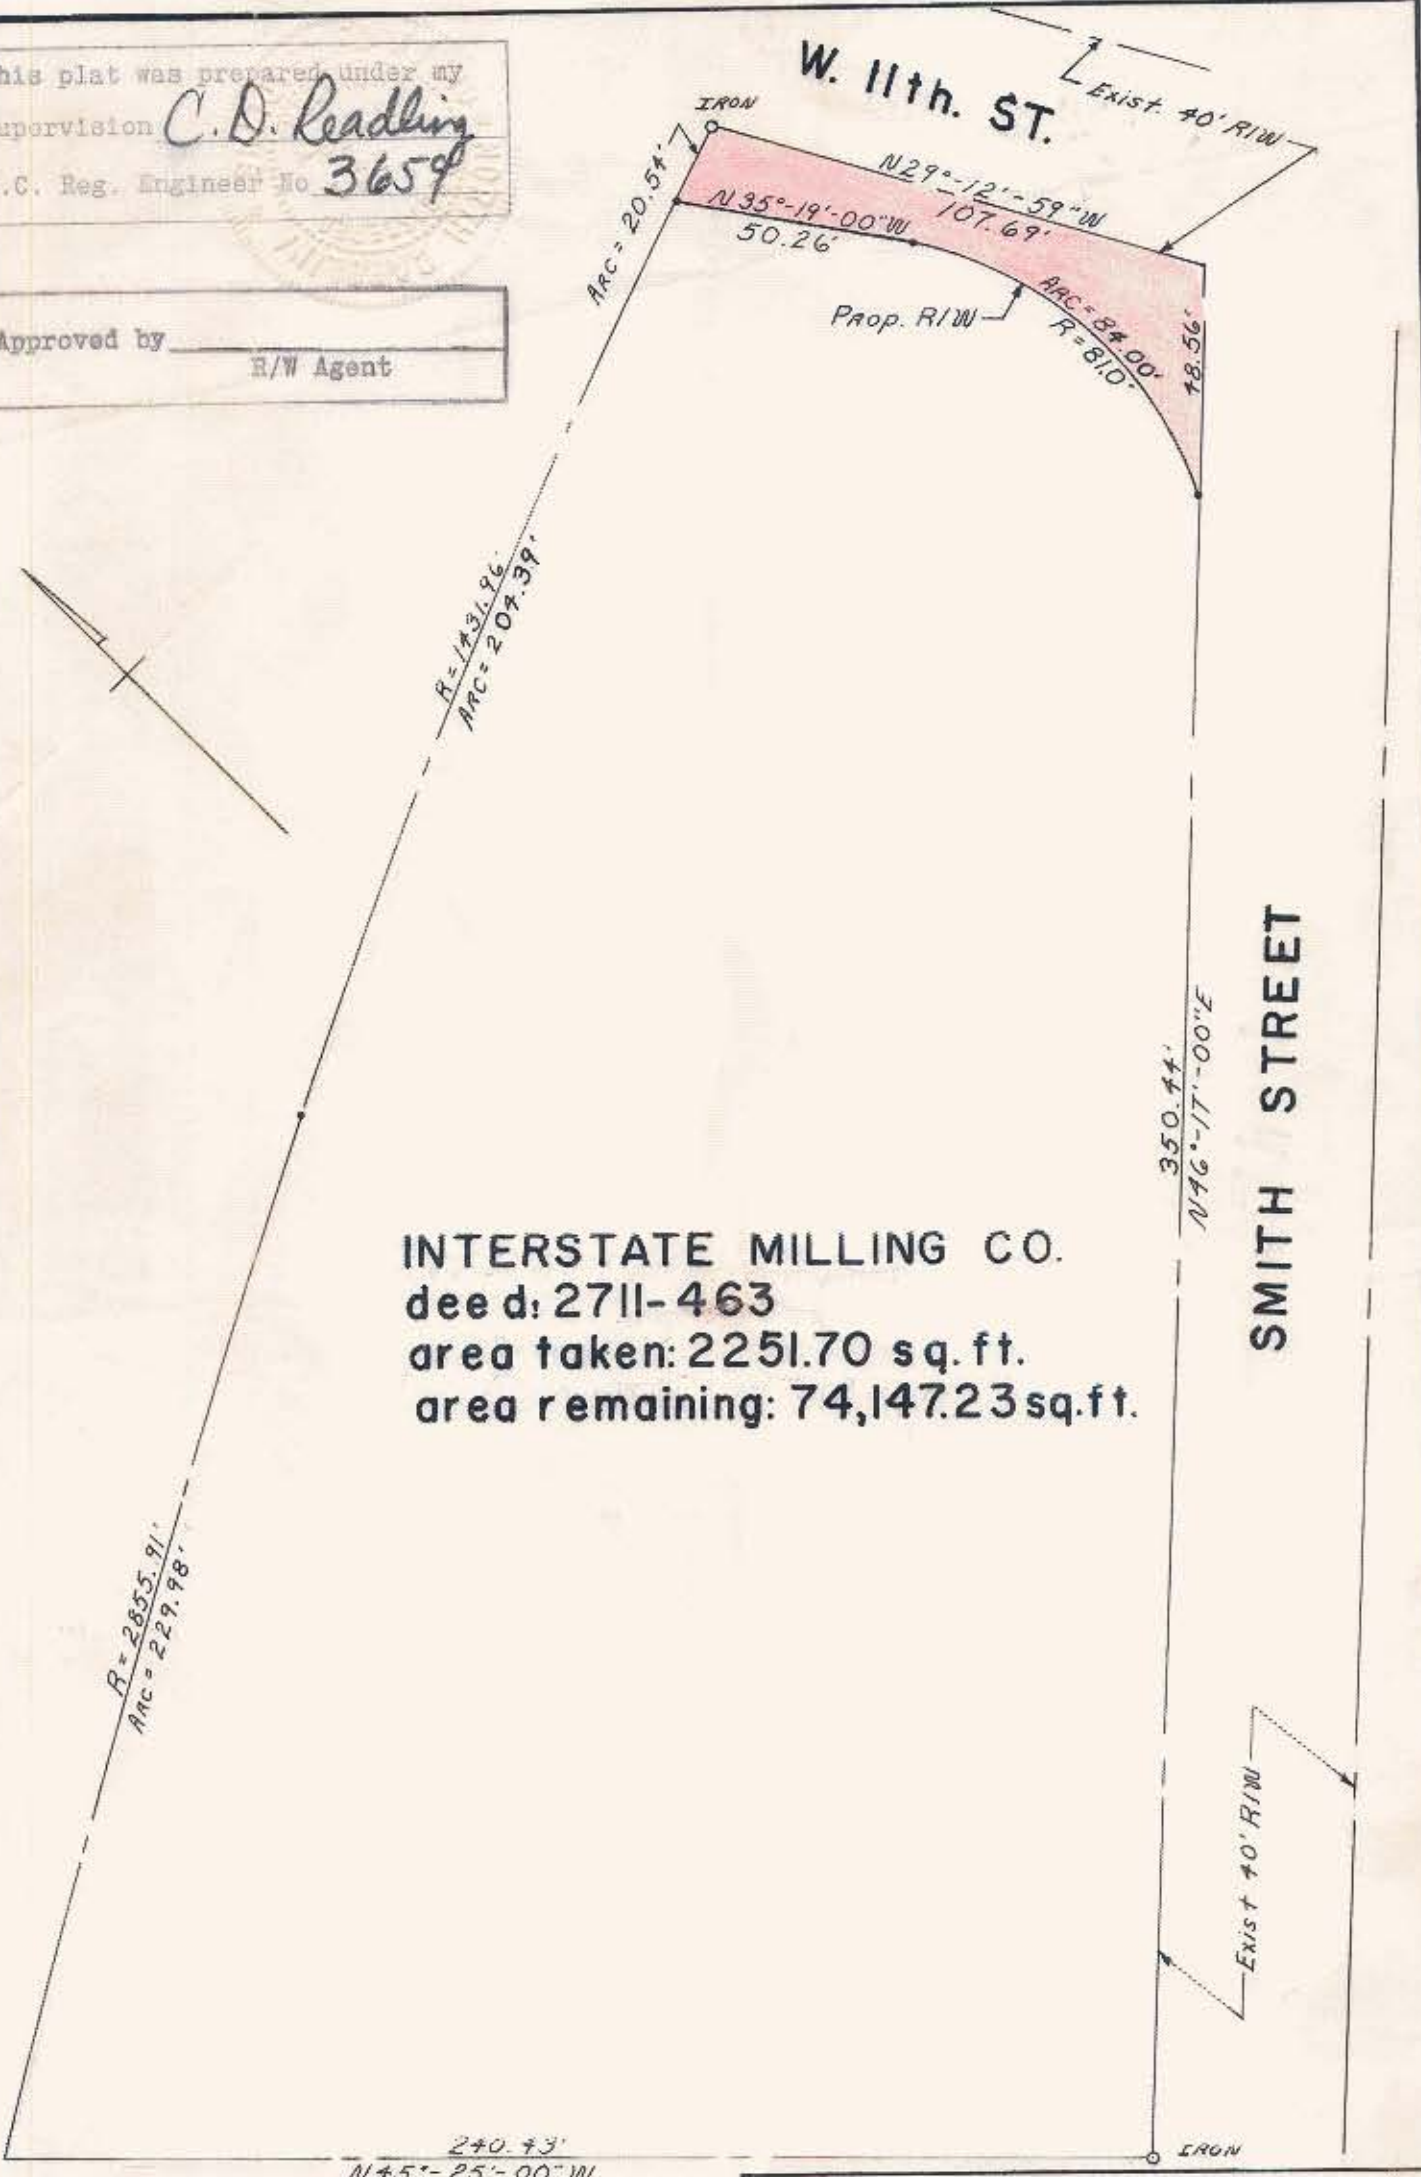 his plat was prepared under my
upervision C. D. Readling
.C. Reg. Engineer No 3659
Approved by
R/W Agent
W. 11th. ST.
Exist. 40' R/W
IRON
N29°-12'-59"W
107.69'
N35°-19'-00"W
50.26'
ARC = 20.54'
Prop. R/W
ARC = 84.00'
R = 81.0'
48.56'
R = 1431.96'
ARC = 204.39'
350.44'
N46°-17'-00"E
SMITH STREET
INTERSTATE MILLING CO.
deed: 2711-463
area taken: 2251.70 sq. ft.
area remaining: 74,147.23 sq.ft.
R = 2855.91'
ARC = 229.98'
Exist 40' R/W
240.43'
N45°-25'-00"W
IRON